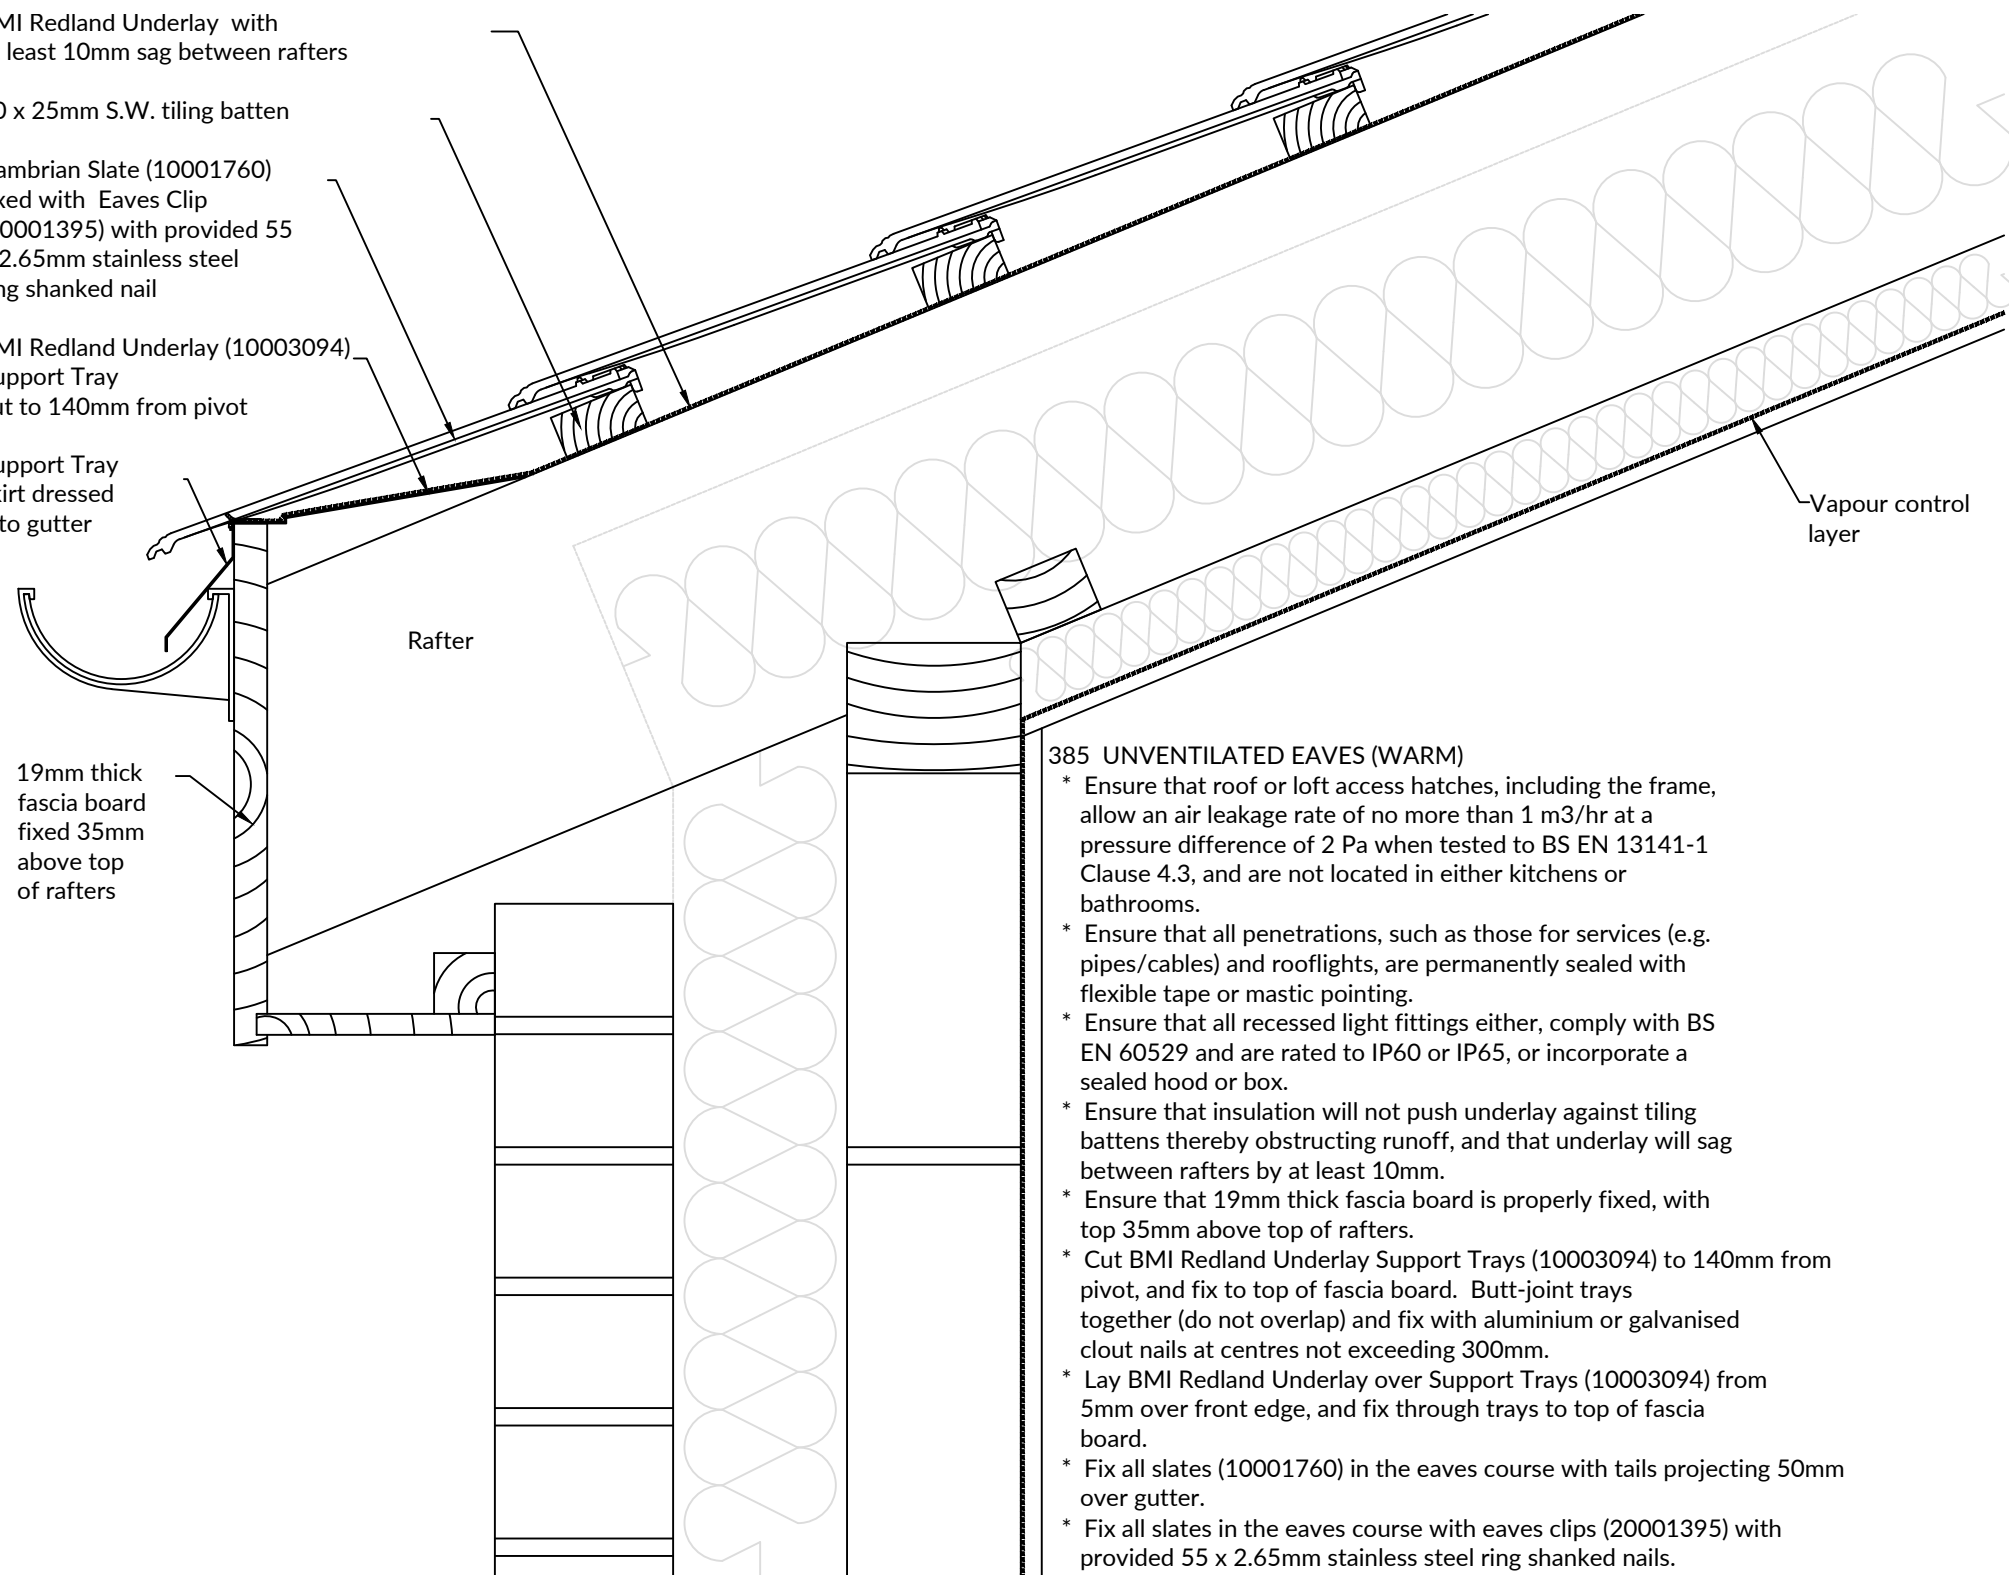 MI Redland Underlay with
least 10mm sag between rafters
0 x 25mm S.W. tiling batten
ambrian Slate (10001760)
xed with Eaves Clip
0001395) with provided 55
2.65mm stainless steel
ng shanked nail
MI Redland Underlay (10003094)
upport Tray
ut to 140mm from pivot
upport Tray
kirt dressed
to gutter
Rafter
19mm thick
fascia board
fixed 35mm
above top
of rafters
Vapour control
layer
385 UNVENTILATED EAVES (WARM)
* Ensure that roof or loft access hatches, including the frame,
allow an air leakage rate of no more than 1 m3/hr at a
pressure difference of 2 Pa when tested to BS EN 13141-1
Clause 4.3, and are not located in either kitchens or
bathrooms.
* Ensure that all penetrations, such as those for services (e.g.
pipes/cables) and rooflights, are permanently sealed with
flexible tape or mastic pointing.
* Ensure that all recessed light fittings either, comply with BS
EN 60529 and are rated to IP60 or IP65, or incorporate a
sealed hood or box.
* Ensure that insulation will not push underlay against tiling
battens thereby obstructing runoff, and that underlay will sag
between rafters by at least 10mm.
* Ensure that 19mm thick fascia board is properly fixed, with
top 35mm above top of rafters.
* Cut BMI Redland Underlay Support Trays (10003094) to 140mm from
pivot, and fix to top of fascia board. Butt-joint trays
together (do not overlap) and fix with aluminium or galvanised
clout nails at centres not exceeding 300mm.
* Lay BMI Redland Underlay over Support Trays (10003094) from
5mm over front edge, and fix through trays to top of fascia
board.
* Fix all slates (10001760) in the eaves course with tails projecting 50mm
over gutter.
* Fix all slates in the eaves course with eaves clips (20001395) with
provided 55 x 2.65mm stainless steel ring shanked nails.